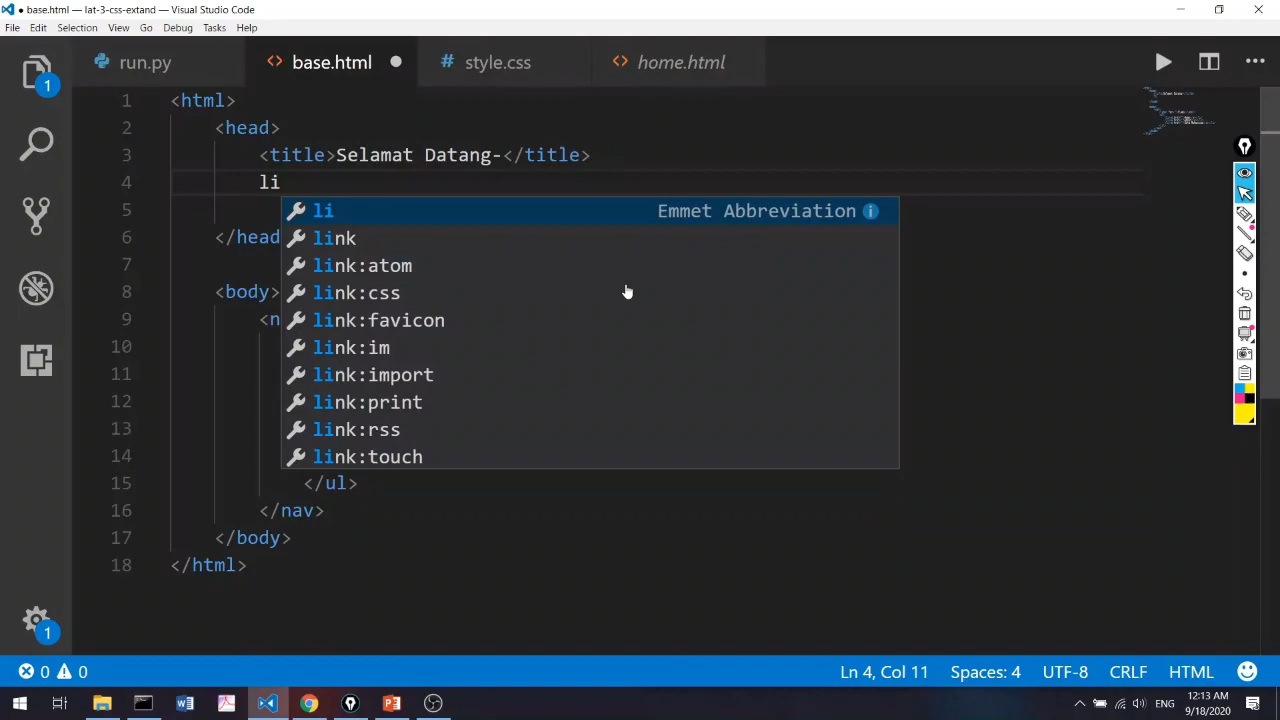 base.html — lat-3-css-extand — Visual Studio Code
File Edit Selection View Go Debug Tasks Help
1 run.py base.html # style.css home.html
1 <html>
2 <head>
3 <title>Selamat Datang-</title>
4 li
li Emmet Abbreviation
5
link
6 </head
link:atom
7
link:css
8 <body>
link:favicon
9 <n
link:im
10
link:import
11
link:print
12
link:rss
13
link:touch
14
15 </ul>
16 </nav>
17 </body>
18 </html>
1
0 0 Ln 4, Col 11 Spaces: 4 UTF-8 CRLF HTML
ENG 12:13 AM
9/18/2020